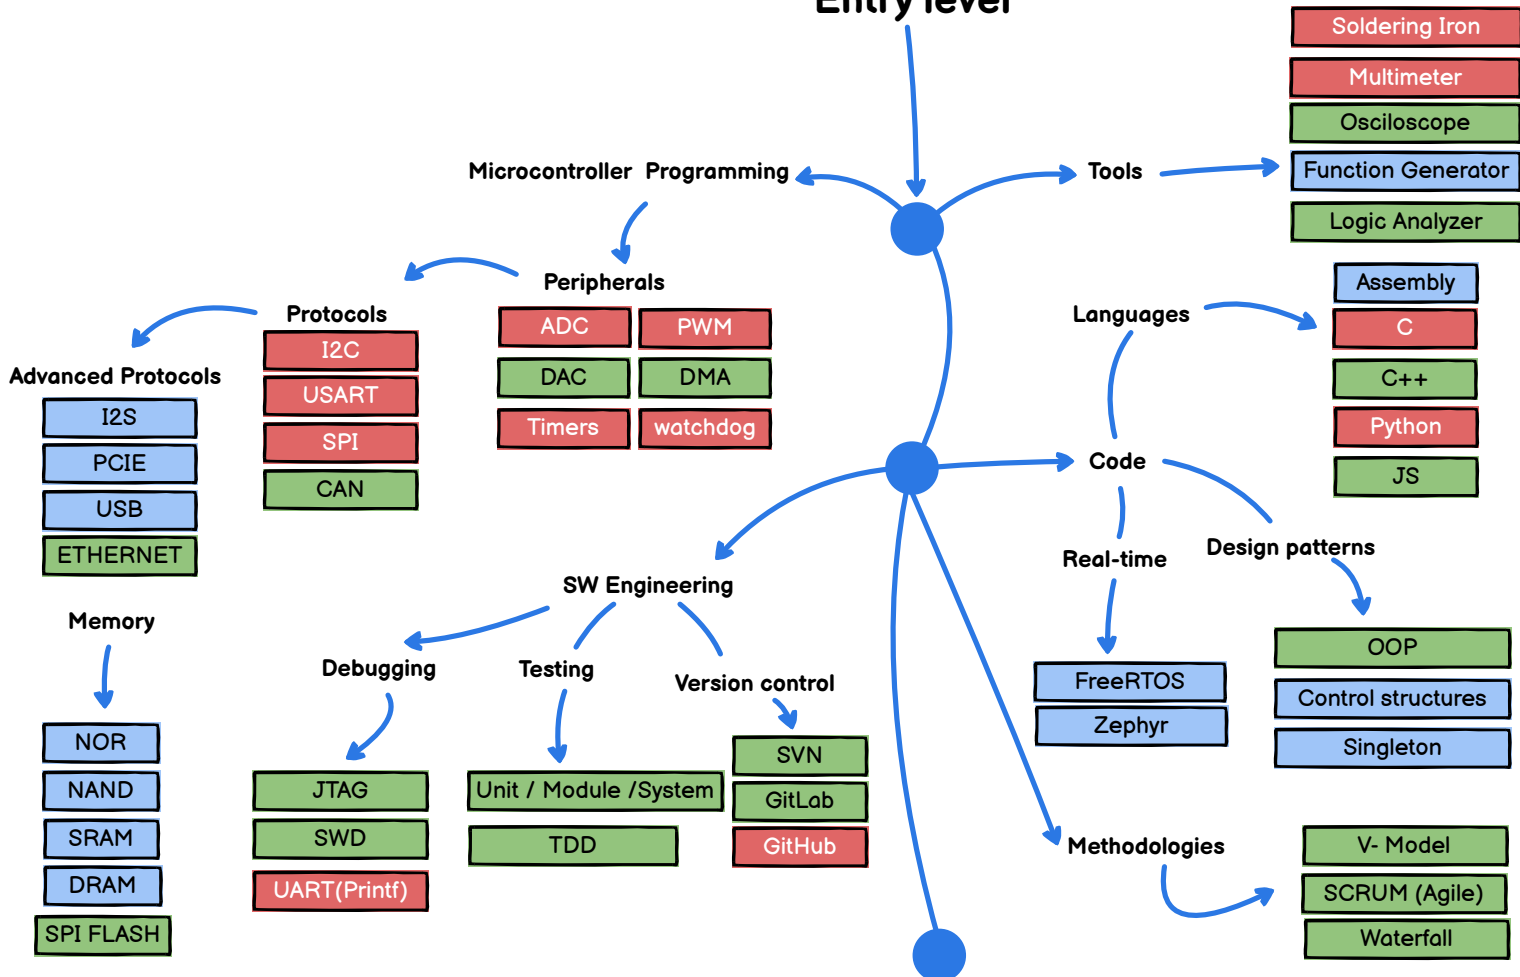 Entry level
Soldering Iron
Multimeter
Osciloscope
Function Generator
Logic Analyzer
Tools
Microcontroller Programming
Peripherals
ADC
PWM
DAC
DMA
Timers
watchdog
Protocols
I2C
USART
SPI
CAN
Advanced Protocols
I2S
PCIE
USB
ETHERNET
Memory
NOR
NAND
SRAM
DRAM
SPI FLASH
Languages
Assembly
C
C++
Python
JS
Code
Real-time
FreeRTOS
Zephyr
Design patterns
OOP
Control structures
Singleton
SW Engineering
Debugging
JTAG
SWD
UART(Printf)
Testing
Unit / Module /System
TDD
Version control
SVN
GitLab
GitHub
Methodologies
V- Model
SCRUM (Agile)
Waterfall